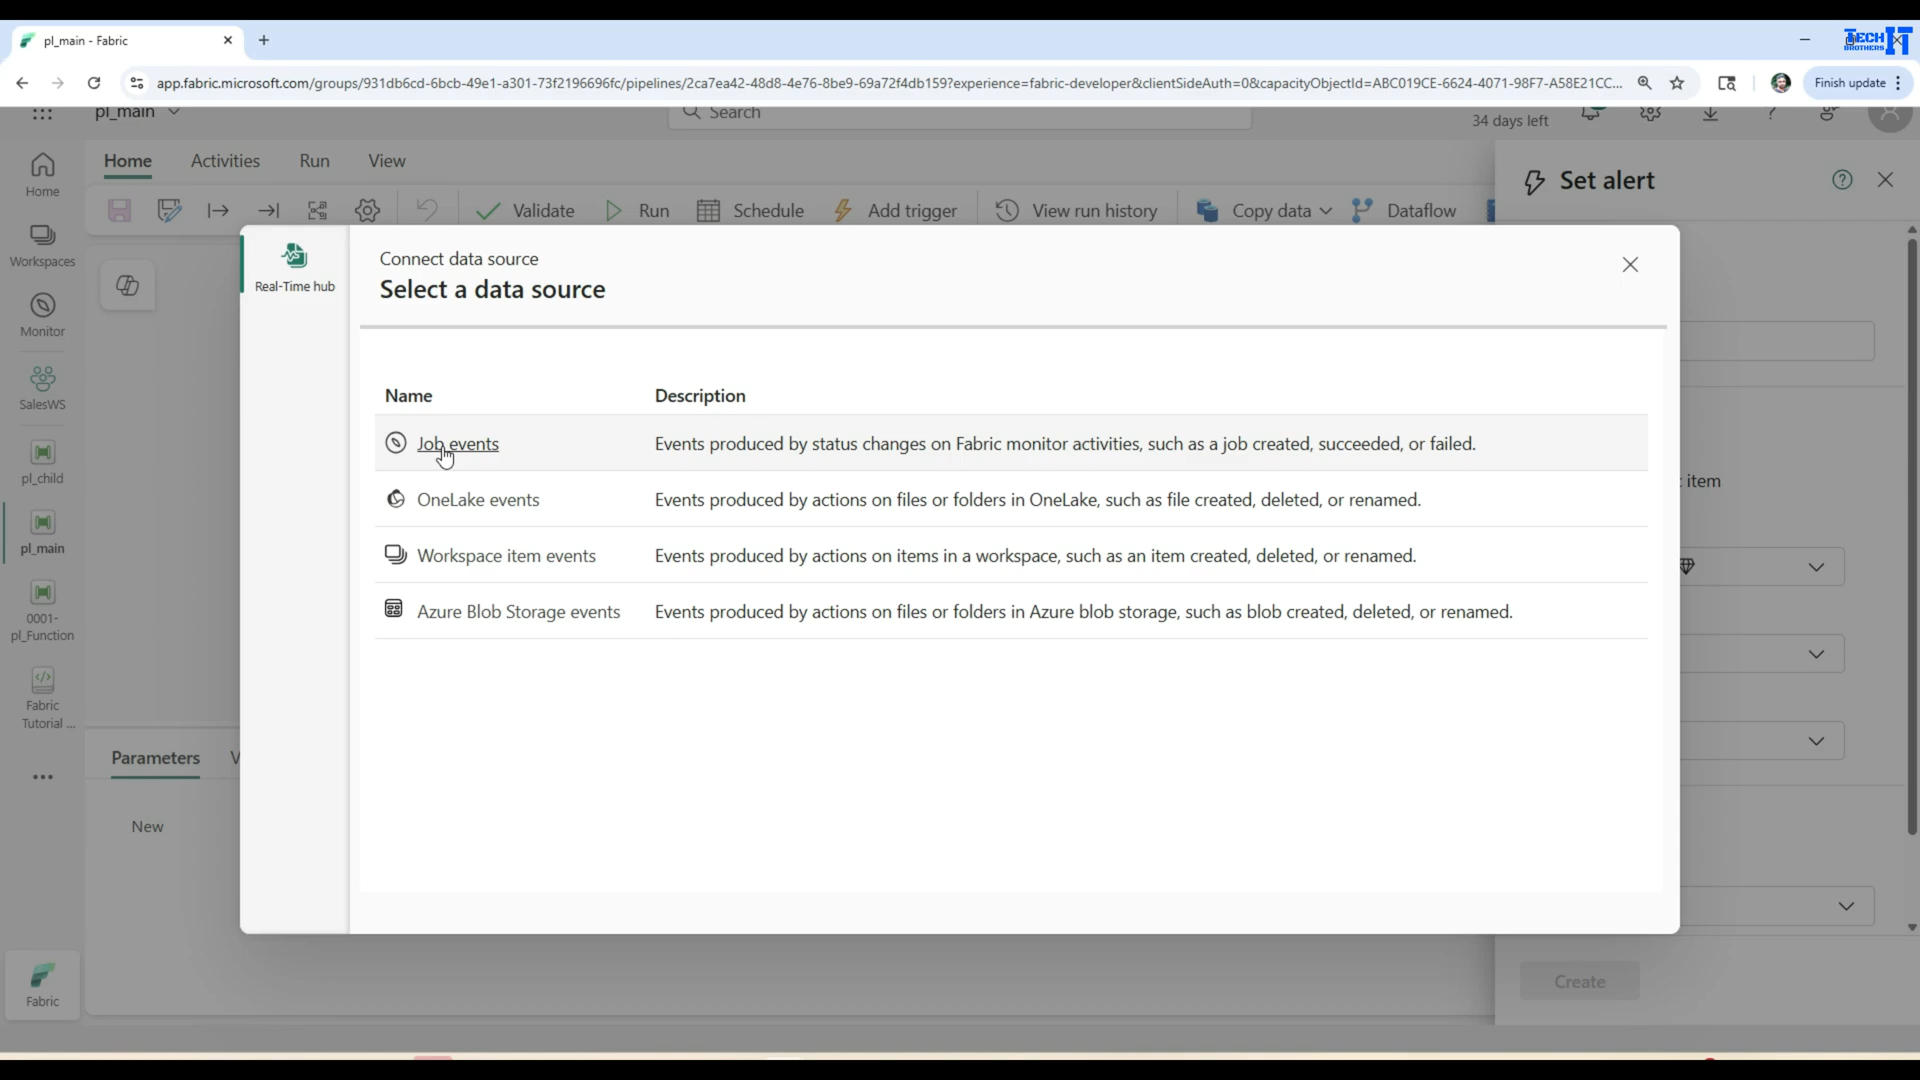 TECH IT
BROTHERS
pl_main - Fabric
app.fabric.microsoft.com/groups/931db6cd-6bcb-49e1-a301-73f2196696fc/pipelines/2ca7ea42-48d8-4e76-8be9-69a72f4db159?experience=fabric-developer&clientSideAuth=0&capacityObjectId=ABC019CE-6624-4071-98F7-A58E21CC...
Finish update
pl_main
Search
34 days left
Home
Activities
Run
View
Validate
Run
Schedule
Add trigger
View run history
Copy data
Dataflow
Set alert
Home
Workspaces
Monitor
SalesWS
pl_child
pl_main
0001-
pl_Function
Fabric
Tutorial ...
Fabric
Real-Time hub
Connect data source
Select a data source
Name
Description
Job events
Events produced by status changes on Fabric monitor activities, such as a job created, succeeded, or failed.
OneLake events
Events produced by actions on files or folders in OneLake, such as file created, deleted, or renamed.
Workspace item events
Events produced by actions on items in a workspace, such as an item created, deleted, or renamed.
Azure Blob Storage events
Events produced by actions on files or folders in Azure blob storage, such as blob created, deleted, or renamed.
item
Parameters
V
New
Create